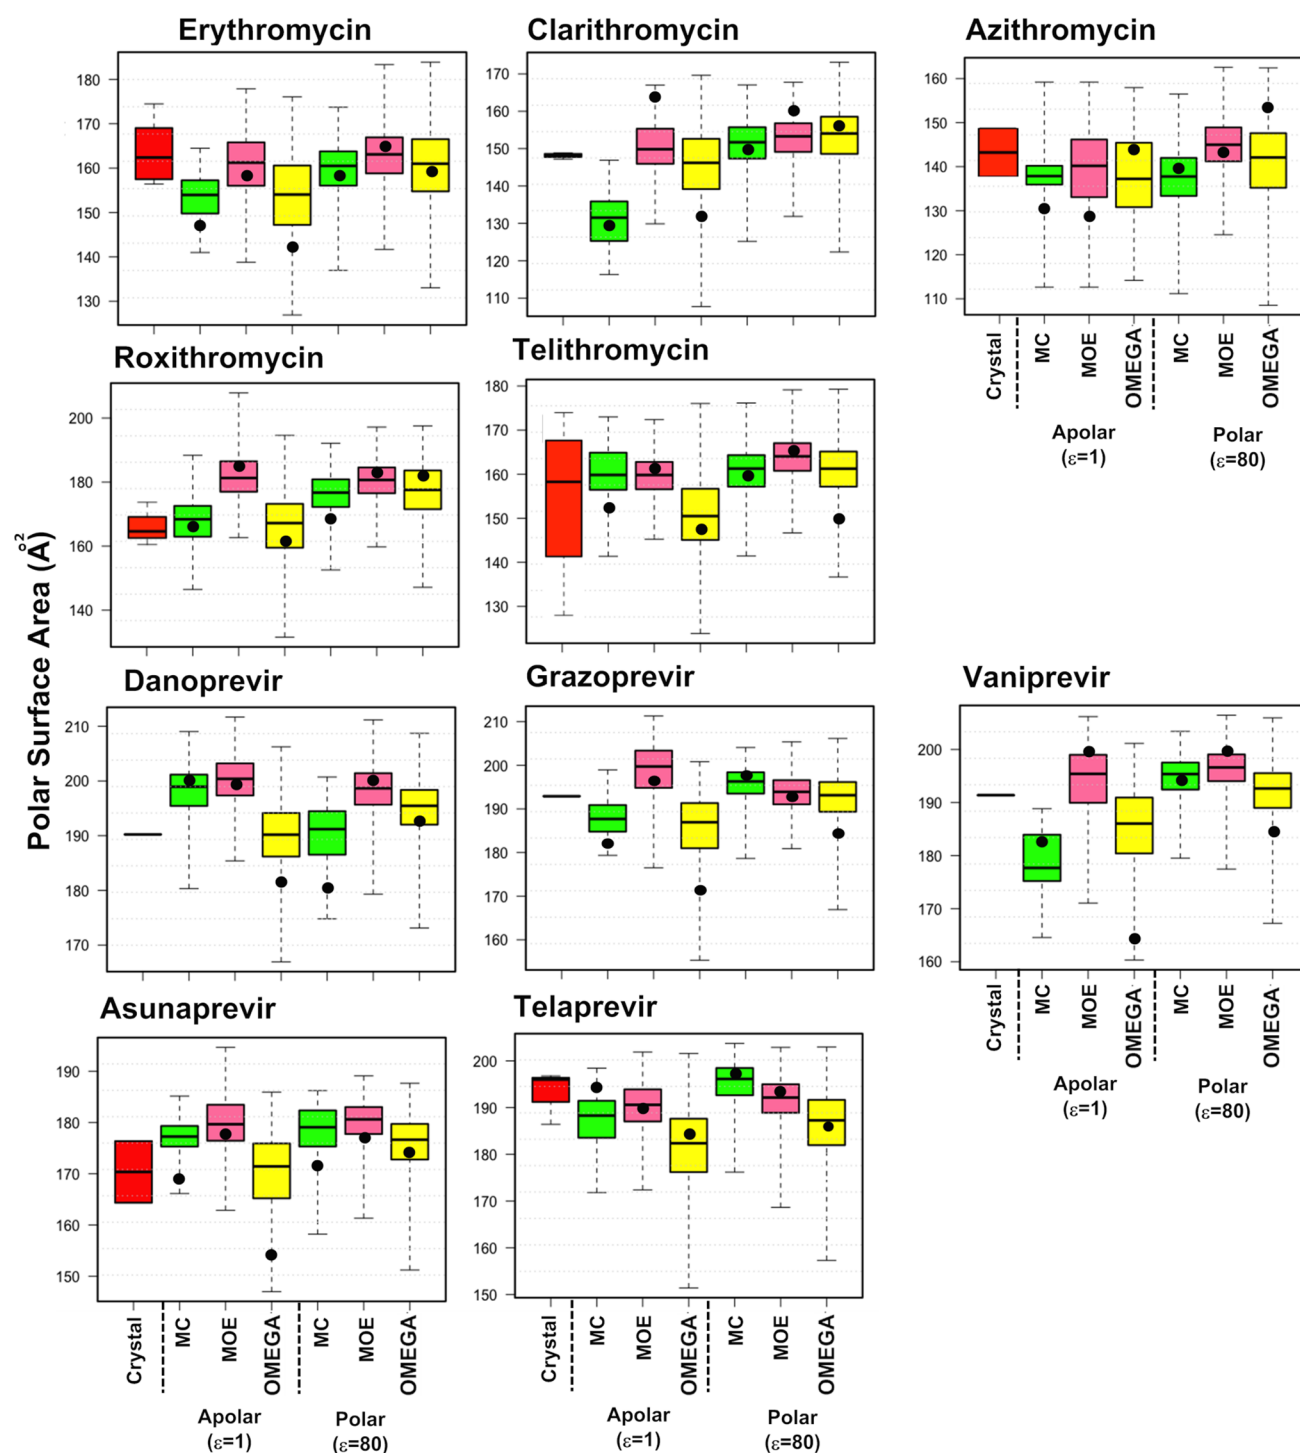 Erythromycin
Clarithromycin
Azithromycin
180
170
160
150
140
130
170
160
150
140
130
120
110
160
150
140
130
120
110
Crystal
MC
MOE
OMEGA
MC
MOE
OMEGA
Apolar
(ε=1)
Polar
(ε=80)
Roxithromycin
Telithromycin
200
180
160
140
180
170
160
150
140
130
Polar Surface Area (Å²)
Danoprevir
Grazoprevir
Vaniprevir
210
200
190
180
170
210
200
190
180
170
160
200
190
180
170
160
Crystal
MC
MOE
OMEGA
MC
MOE
OMEGA
Apolar
(ε=1)
Polar
(ε=80)
Asunaprevir
Telaprevir
190
180
170
160
150
200
190
180
170
160
150
Crystal
MC
MOE
OMEGA
MC
MOE
OMEGA
Apolar
(ε=1)
Polar
(ε=80)
Crystal
MC
MOE
OMEGA
MC
MOE
OMEGA
Apolar
(ε=1)
Polar
(ε=80)